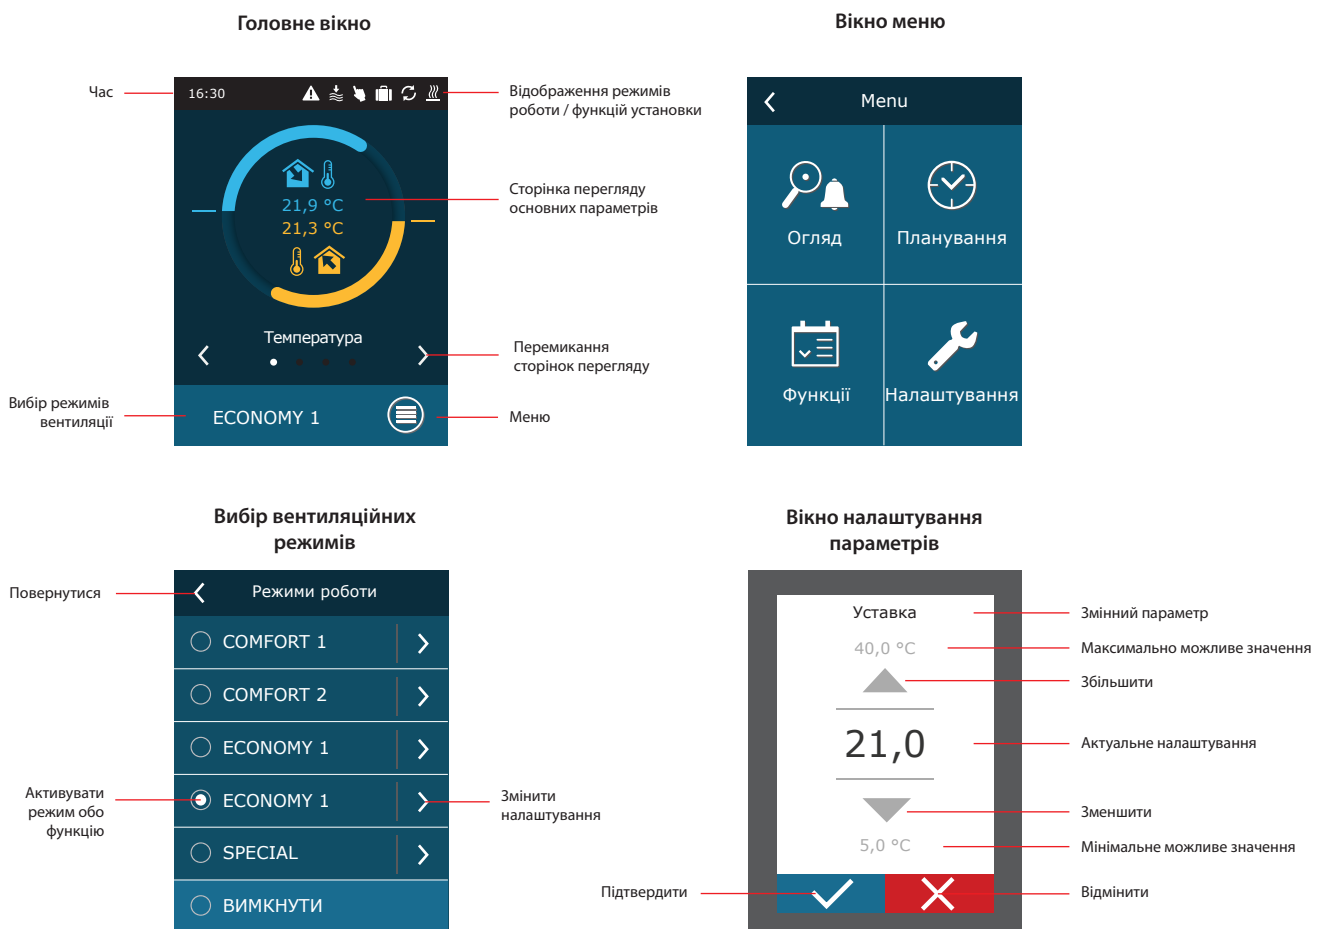 Головне вікно
Час
16:30
Відображення режимів
роботи / функцій установки
21,9 °C
21,3 °C
Сторінка перегляду
основних параметрів
Температура
Перемикання
сторінок перегляду
Вибір режимів
вентиляції
ECONOMY 1
Меню
Вікно меню
Menu
Огляд
Планування
Функції
Налаштування
Вибір вентиляційних
режимів
Повернутися
Режими роботи
COMFORT 1
COMFORT 2
ECONOMY 1
ECONOMY 1
SPECIAL
ВИМКНУТИ
Активувати
режим обо
функцію
Змінити
налаштування
Вікно налаштування
параметрів
Уставка
Змінний параметр
40,0 °C
Максимально можливе значення
Збільшити
21,0
Актуальне налаштування
Зменшити
5,0 °C
Мінімальне можливе значення
Підтвердити
Відмінити